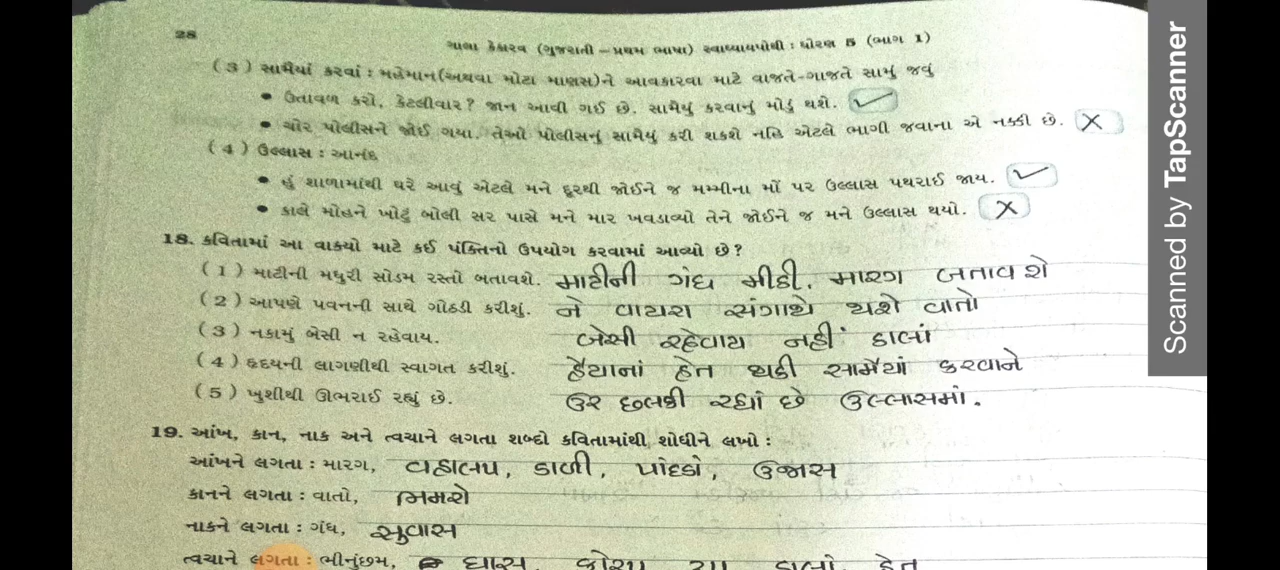 28
ગાલા કેકારવ (ગુજરાતી – પ્રથમ ભાષા) સ્વાધ્યાયપોથી : ધોરણ 5 (ભાગ 1)
( 3 ) સામૈયાં કરવાં : મહેમાન(અથવા મોટા માણસ)ને આવકારવા માટે વાજતે-ગાજતે સામું જવું
• ઉતાવળ કરો, કેટલીવાર? જાન આવી ગઈ છે. સામૈયુ કરવાનું મોડું થશે. ✓
• ચોર પોલીસને જોઈ ગયા. તેઓ પોલીસનું સામૈયુ કરી શકશે નહિ એટલે ભાગી જવાના એ નક્કી છે. X
( 4 ) ઉલ્લાસ : આનંદ
• હું શાળામાંથી ઘરે આવું એટલે મને દૂરથી જોઈને જ મમ્મીના મોં પર ઉલ્લાસ પથરાઈ જાય. ✓
• કાલે મોહને ખોટું બોલી સર પાસે મને માર ખવડાવ્યો તેને જોઈને જ મને ઉલ્લાસ થયો. X
18. કવિતામાં આ વાક્યો માટે કઈ પંક્તિનો ઉપયોગ કરવામાં આવ્યો છે?
( 1 ) માટીની મધુરી સોડમ રસ્તો બતાવશે. માટીની ગંધ મીઠી. મારગ બતાવશે
( 2 ) આપણે પવનની સાથે ગોઠડી કરીશું. ને વાયરા સંગાથે થશે વાતો
( 3 ) નકામું બેસી ન રહેવાય. બેસી રહેવાય નહીં ઠાલાં
( 4 ) હૃદયની લાગણીથી સ્વાગત કરીશું. હૈયાનાં હેત થકી સામૈયાં કરવાને
( 5 ) ખુશીથી ઊભરાઈ રહ્યું છે. ઉર છલકી રહ્યાં છે ઉલ્લાસમાં.
19. આંખ, કાન, નાક અને ત્વચાને લગતા શબ્દો કવિતામાંથી શોધીને લખો :
આંખને લગતા : મારગ, વહાલપ, ડાળી, પાંદડાં, ઉજાસ
કાનને લગતા : વાતો,
નાકને લગતા : ગંધ, સુવાસ
ત્વચાને લગતા : ભીનુંછમ, ઘાસ,
Scanned by TapScanner